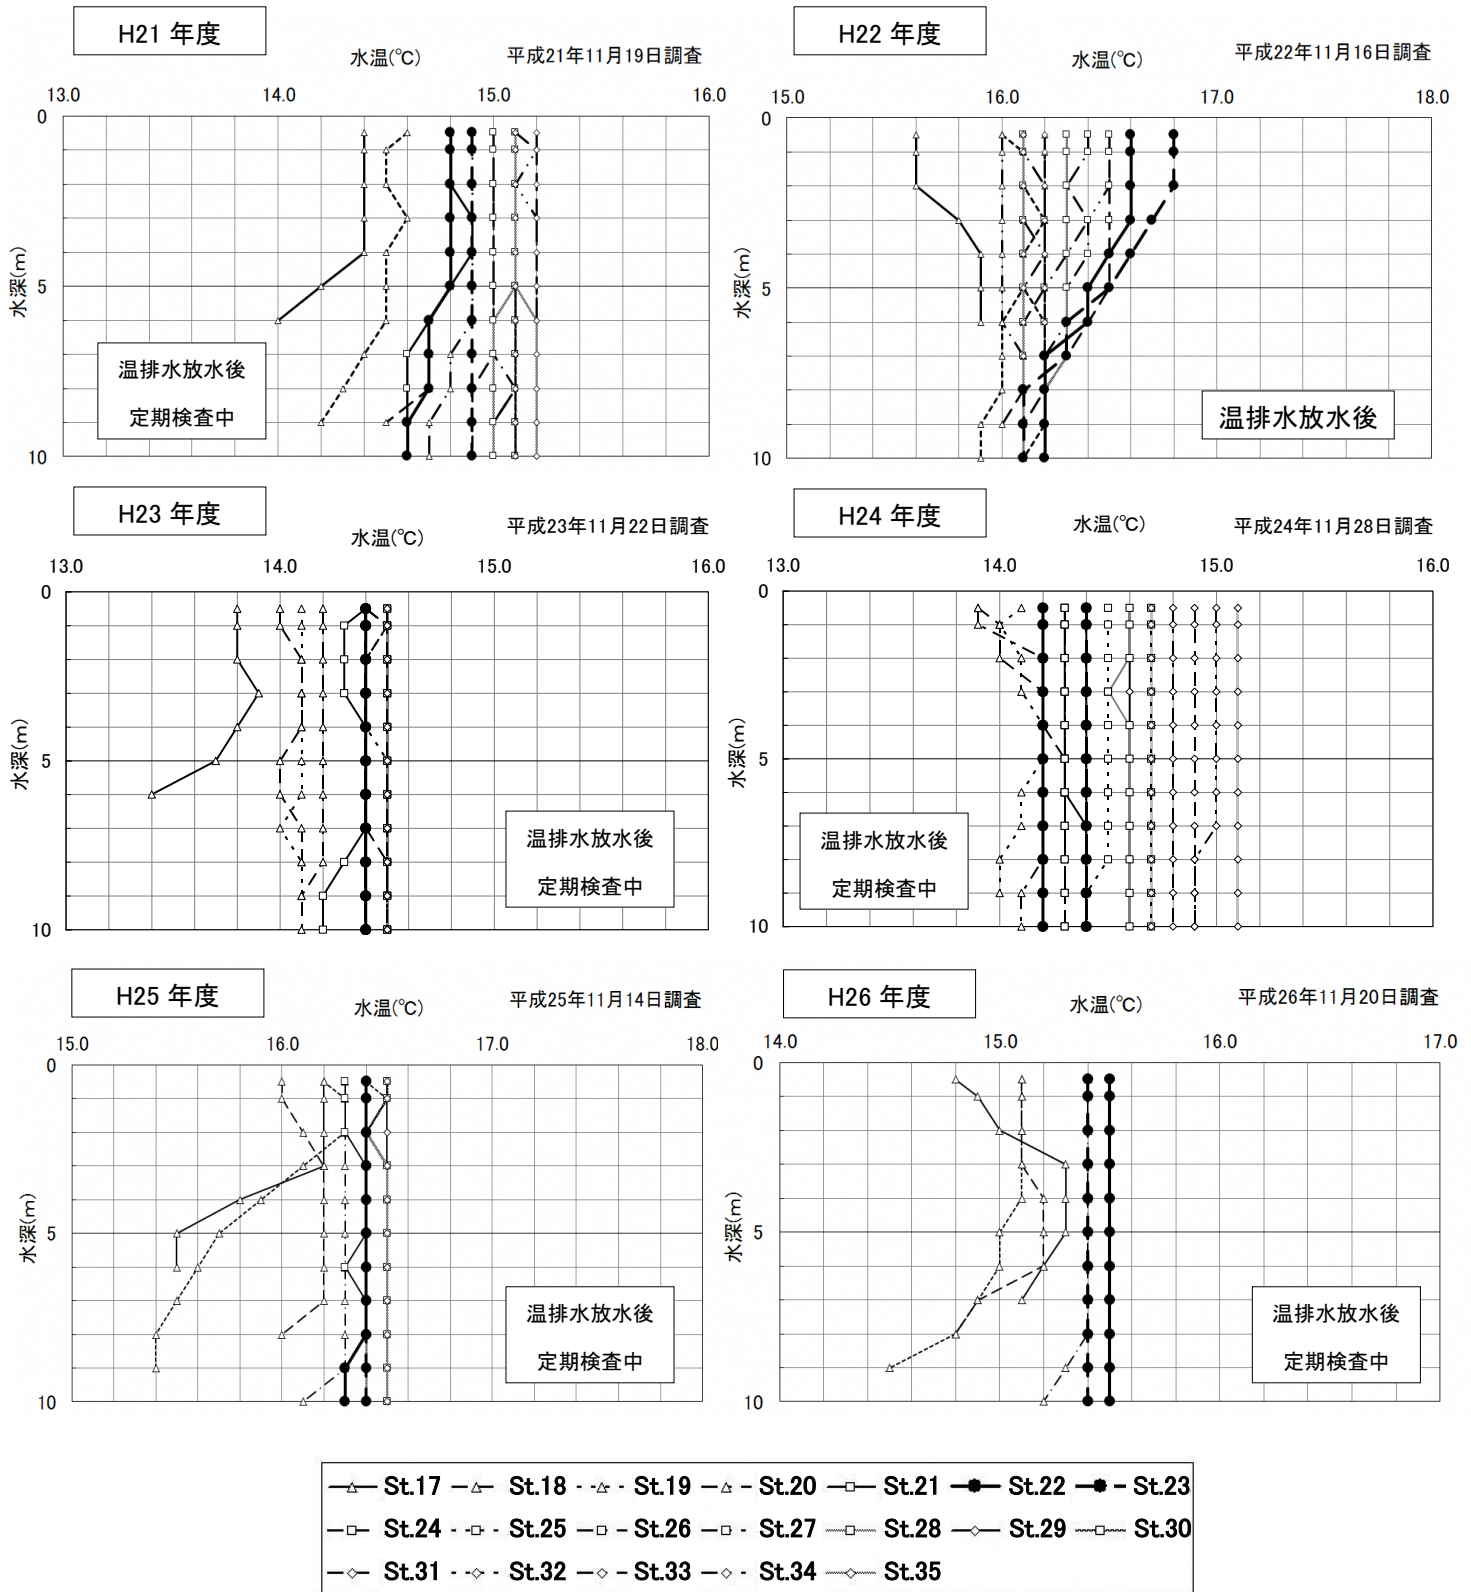 H21 年度
水温(℃)
平成21年11月19日調査
13.0 14.0 15.0 16.0
0
水深(m)
5
温排水放水後
定期検査中
10
H22 年度
水温(℃)
平成22年11月16日調査
15.0 16.0 17.0 18.0
0
水深(m)
5
温排水放水後
10
H23 年度
水温(℃)
平成23年11月22日調査
13.0 14.0 15.0 16.0
0
水深(m)
5
温排水放水後
定期検査中
10
H24 年度
水温(℃)
平成24年11月28日調査
13.0 14.0 15.0 16.0
0
水深(m)
5
温排水放水後
定期検査中
10
H25 年度
水温(℃)
平成25年11月14日調査
15.0 16.0 17.0 18.0
0
水深(m)
5
温排水放水後
定期検査中
10
H26 年度
水温(℃)
平成26年11月20日調査
14.0 15.0 16.0 17.0
0
水深(m)
5
温排水放水後
定期検査中
10
St.17 St.18 St.19 St.20 St.21 St.22 St.23
St.24 St.25 St.26 St.27 St.28 St.29 St.30
St.31 St.32 St.33 St.34 St.35